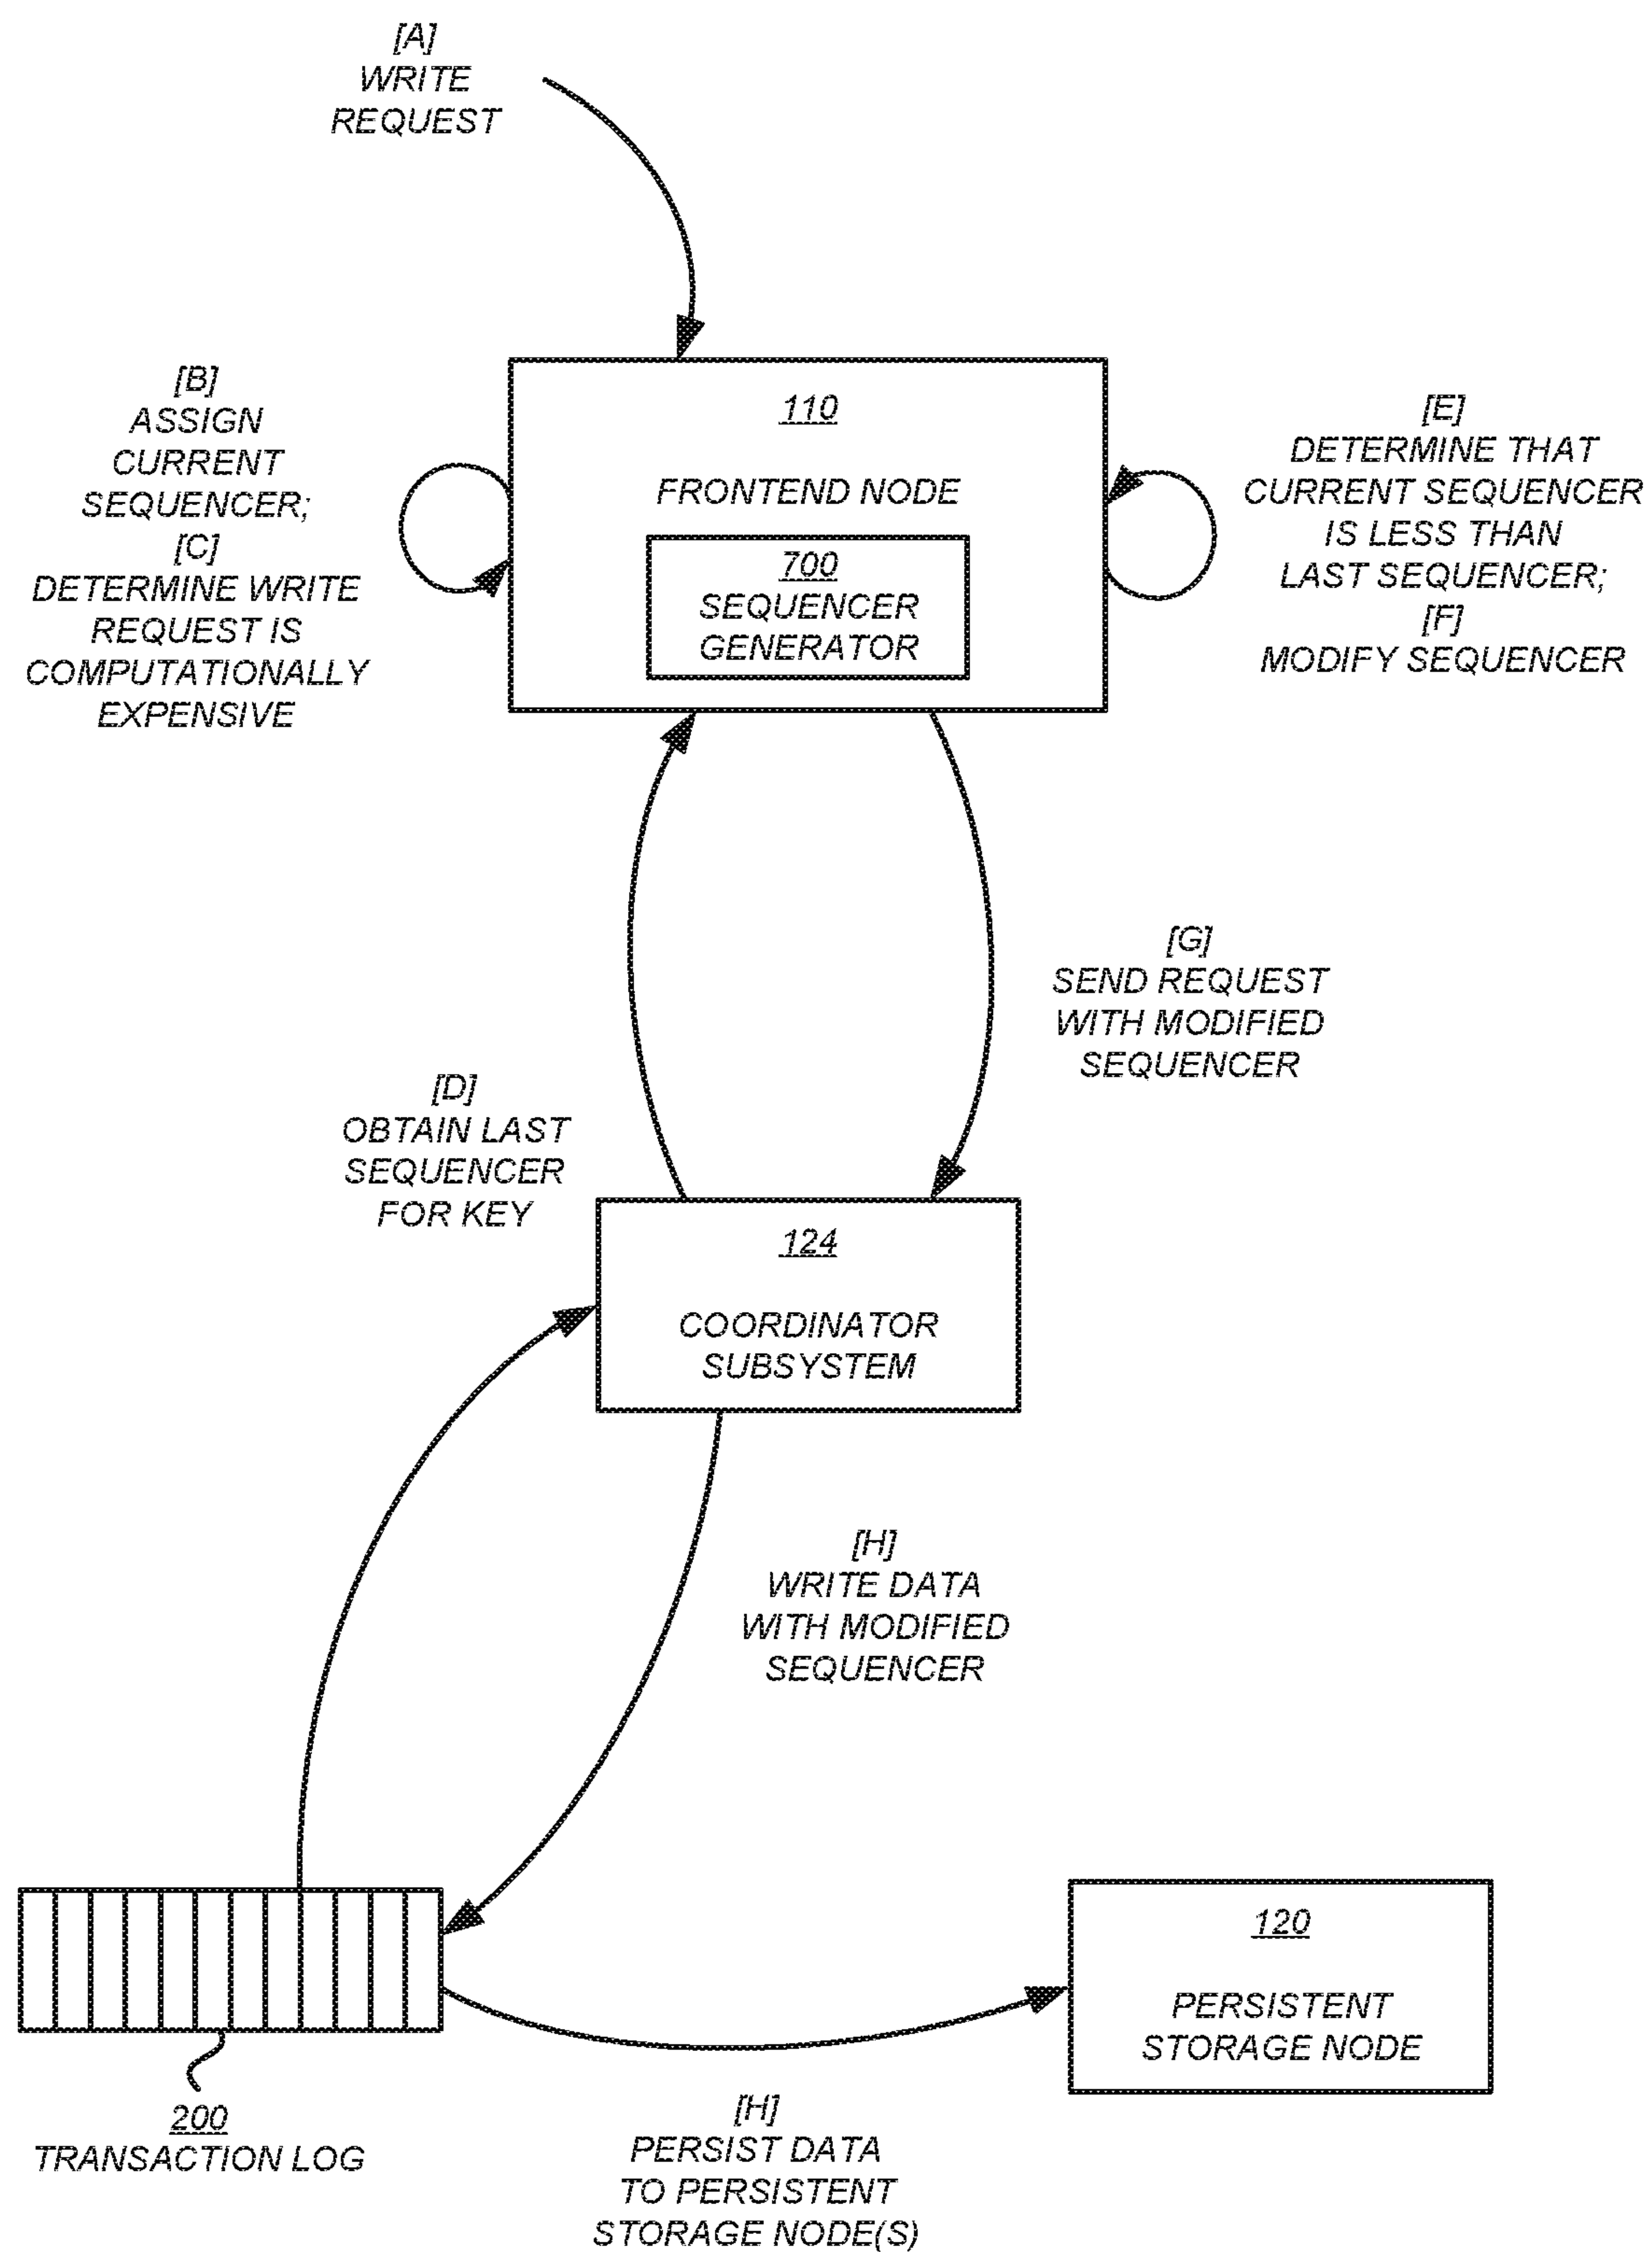 [A]
WRITE
REQUEST
[B]
ASSIGN
CURRENT
SEQUENCER;
[C]
DETERMINE WRITE
REQUEST IS
COMPUTATIONALLY
EXPENSIVE
110
FRONTEND NODE
700
SEQUENCER
GENERATOR
[E]
DETERMINE THAT
CURRENT SEQUENCER
IS LESS THAN
LAST SEQUENCER;
[F]
MODIFY SEQUENCER
[G]
SEND REQUEST
WITH MODIFIED
SEQUENCER
[D]
OBTAIN LAST
SEQUENCER
FOR KEY
124
COORDINATOR
SUBSYSTEM
[H]
WRITE DATA
WITH MODIFIED
SEQUENCER
120
PERSISTENT
STORAGE NODE
200
TRANSACTION LOG
[H]
PERSIST DATA
TO PERSISTENT
STORAGE NODE(S)